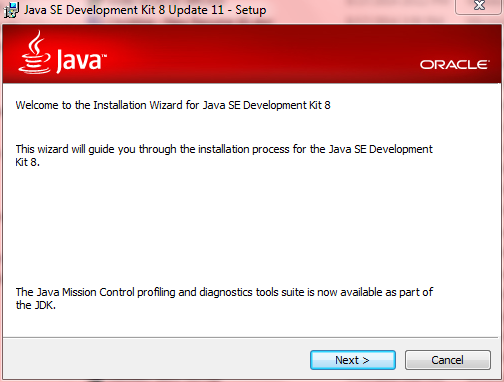 Java SE Development Kit 8 Update 11 - Setup
Java™
ORACLE®
Welcome to the Installation Wizard for Java SE Development Kit 8
This wizard will guide you through the installation process for the Java SE Development
Kit 8.
The Java Mission Control profiling and diagnostics tools suite is now available as part of
the JDK.
Next >
Cancel